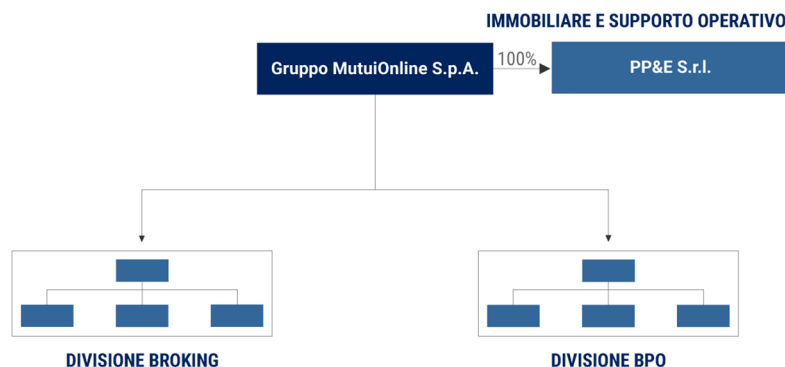 IMMOBILIARE E SUPPORTO OPERATIVO
Gruppo MutuiOnline S.p.A.
100%
PP&E S.r.l.
DIVISIONE BROKING
DIVISIONE BPO